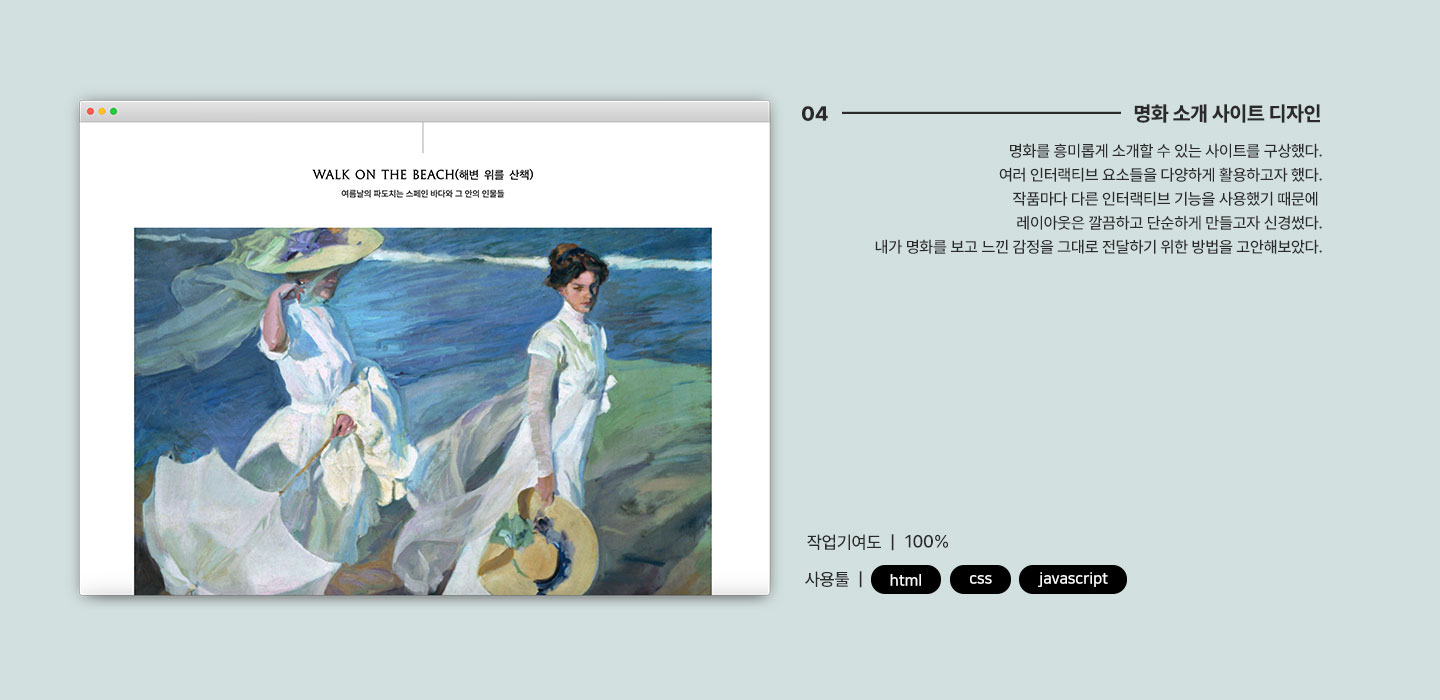 WALK ON THE BEACH(해변 위를 산책)
여름날의 파도치는 스페인 바다와 그 안의 인물들
04
명화 소개 사이트 디자인
명화를 흥미롭게 소개할 수 있는 사이트를 구상했다.
여러 인터랙티브 요소들을 다양하게 활용하고자 했다.
작품마다 다른 인터랙티브 기능을 사용했기 때문에
레이아웃은 깔끔하고 단순하게 만들고자 신경썼다.
내가 명화를 보고 느낀 감정을 그대로 전달하기 위한 방법을 고안해보았다.
작업기여도 | 100%
사용툴 | html css javascript